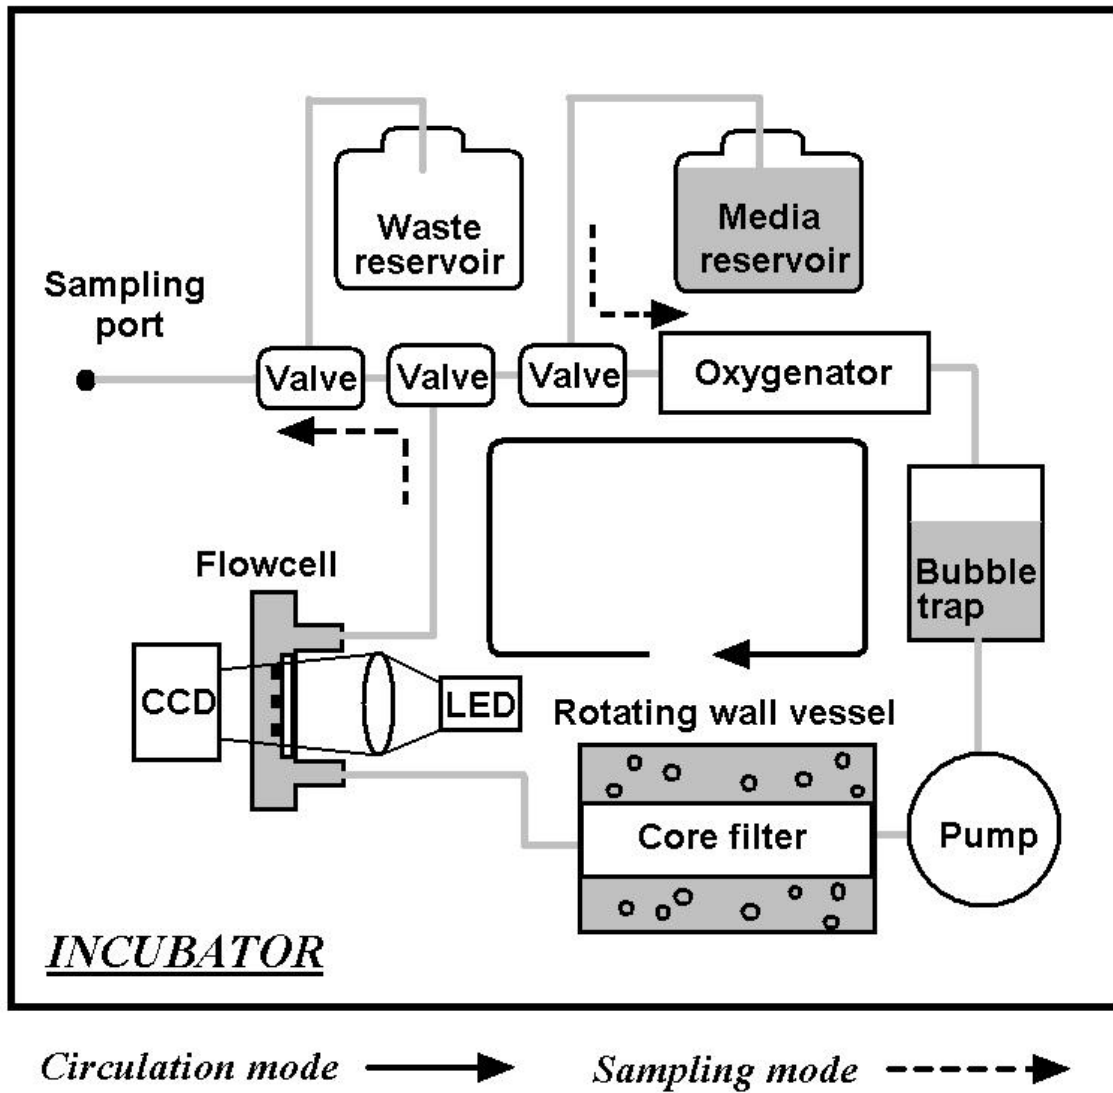 Waste
reservoir
Media
reservoir
Sampling
port
Valve
Valve
Valve
Oxygenator
Flowcell
Bubble
trap
CCD
LED
Rotating wall vessel
Core filter
Pump
INCUBATOR
Circulation mode
Sampling mode